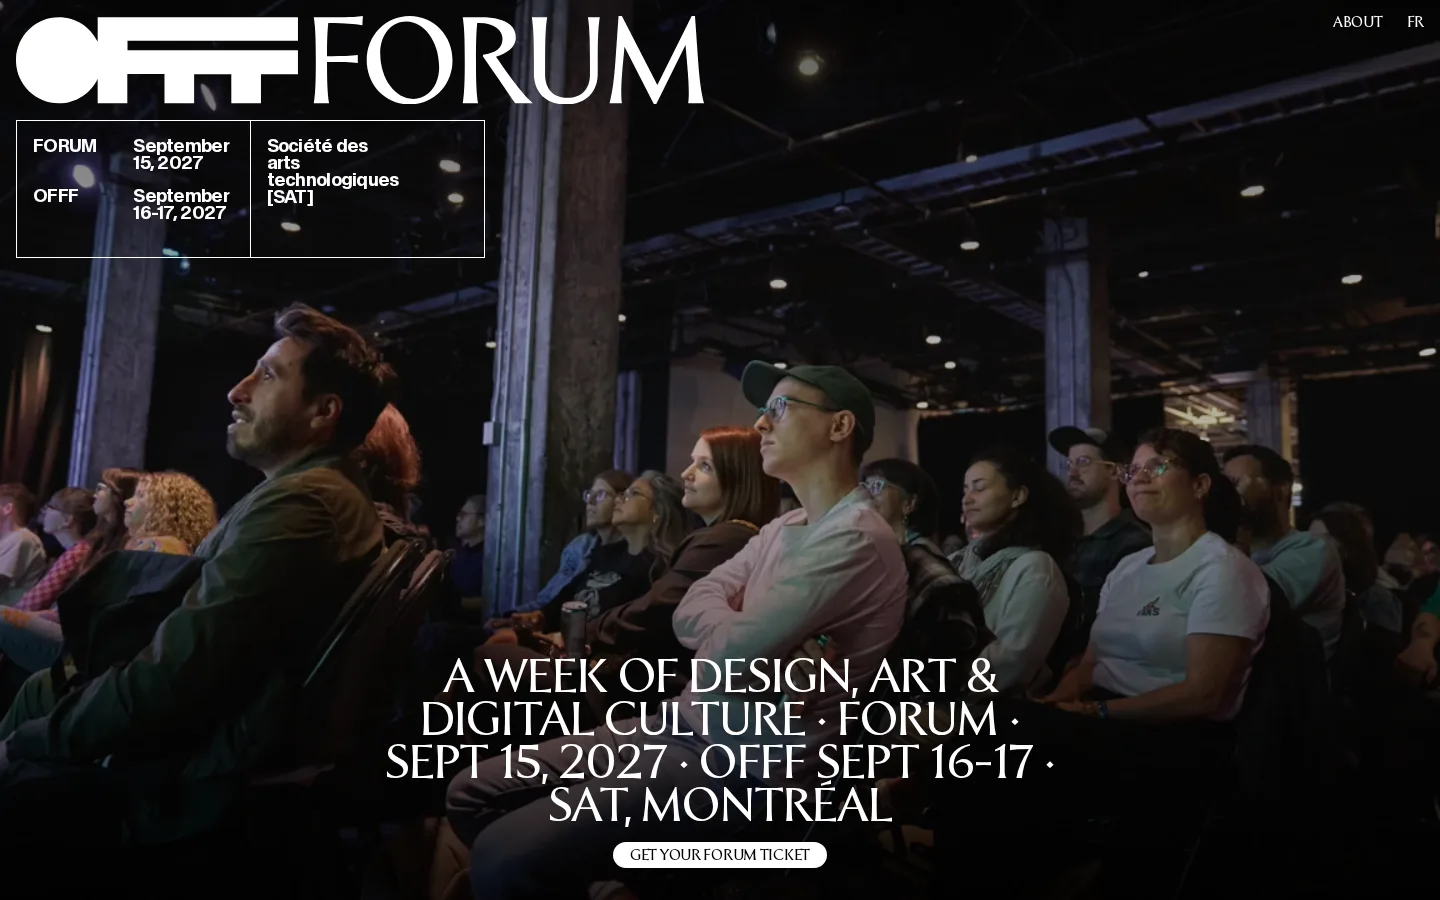 OFFF FORUM
ABOUT FR
FORUM September 15, 2027
OFFF September 16-17, 2027
Société des
arts
technologiques
[SAT]
A WEEK OF DESIGN, ART &
DIGITAL CULTURE · FORUM ·
SEPT 15, 2027 · OFFF SEPT 16-17 ·
SAT, MONTRÉAL
GET YOUR FORUM TICKET